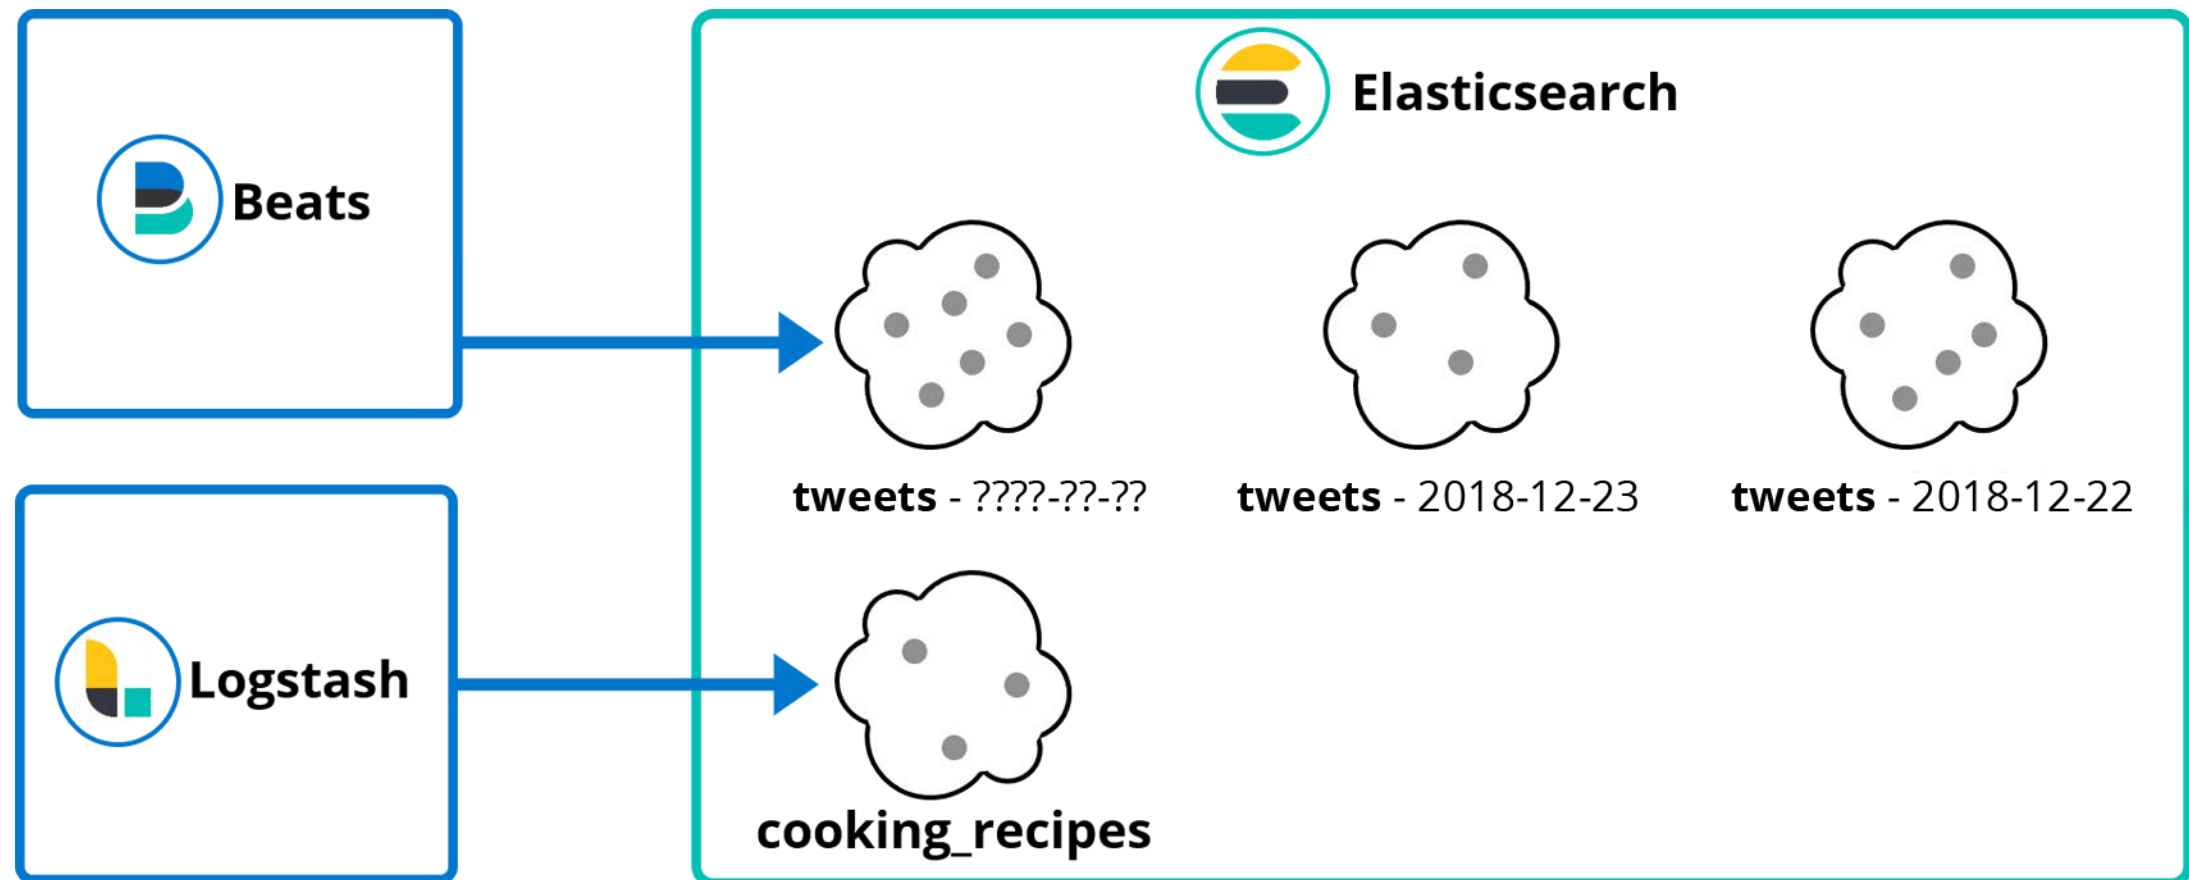 Elasticsearch
Beats
tweets - ????-??-??
tweets - 2018-12-23
tweets - 2018-12-22
Logstash
cooking_recipes